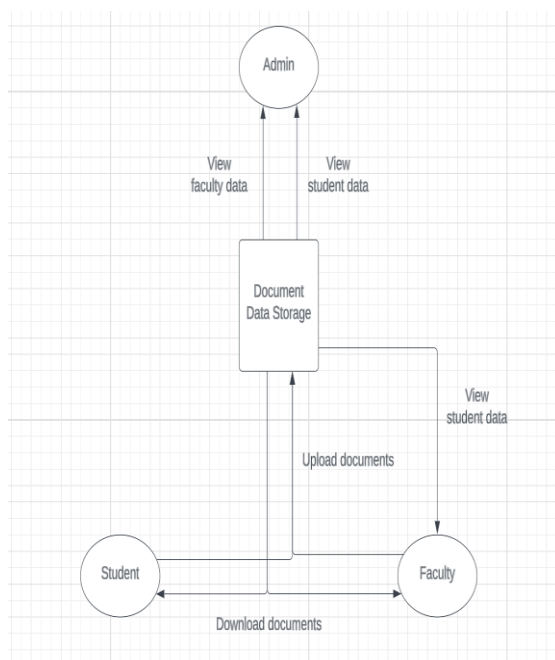 Admin
View
faculty data
View
student data
Document
Data Storage
View
student data
Upload documents
Student
Faculty
Download documents